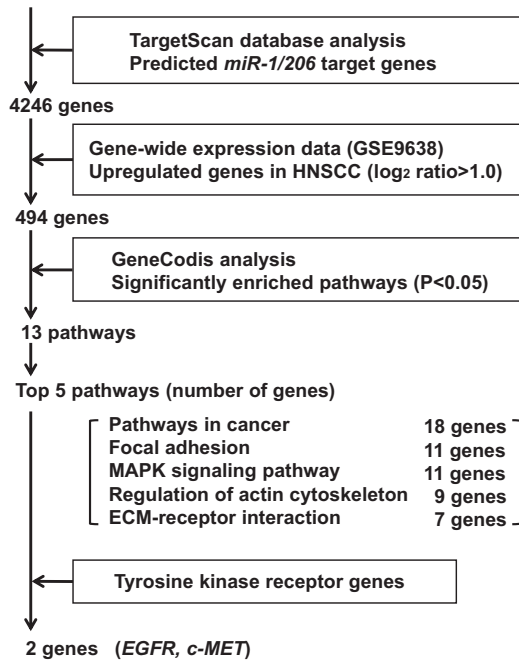 TargetScan database analysis
Predicted miR-1/206 target genes
4246 genes
Gene-wide expression data (GSE9638)
Upregulated genes in HNSCC (log2 ratio>1.0)
494 genes
GeneCodis analysis
Significantly enriched pathways (P<0.05)
13 pathways
Top 5 pathways (number of genes)
Pathways in cancer 18 genes
Focal adhesion 11 genes
MAPK signaling pathway 11 genes
Regulation of actin cytoskeleton 9 genes
ECM-receptor interaction 7 genes
Tyrosine kinase receptor genes
2 genes (EGFR, c-MET)